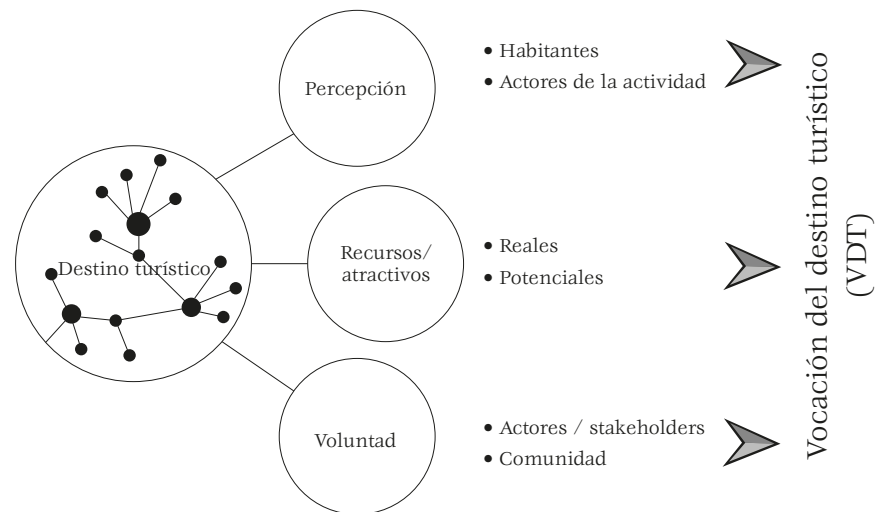 Percepción
• Habitantes
• Actores de la actividad
Destino turístico
Recursos/
atractivos
• Reales
• Potenciales
Voluntad
• Actores / stakeholders
• Comunidad
Vocación del destino turístico
(VDT)